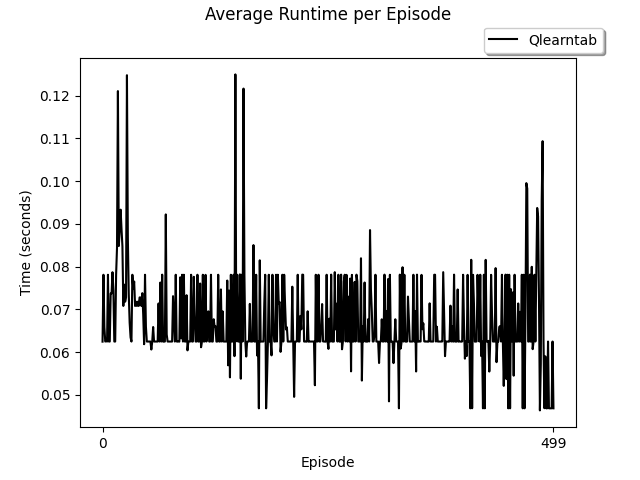 Average Runtime per Episode
Qlearntab
0.12
0.11
0.10
0.09
0.08
0.07
0.06
0.05
Time (seconds)
0
499
Episode